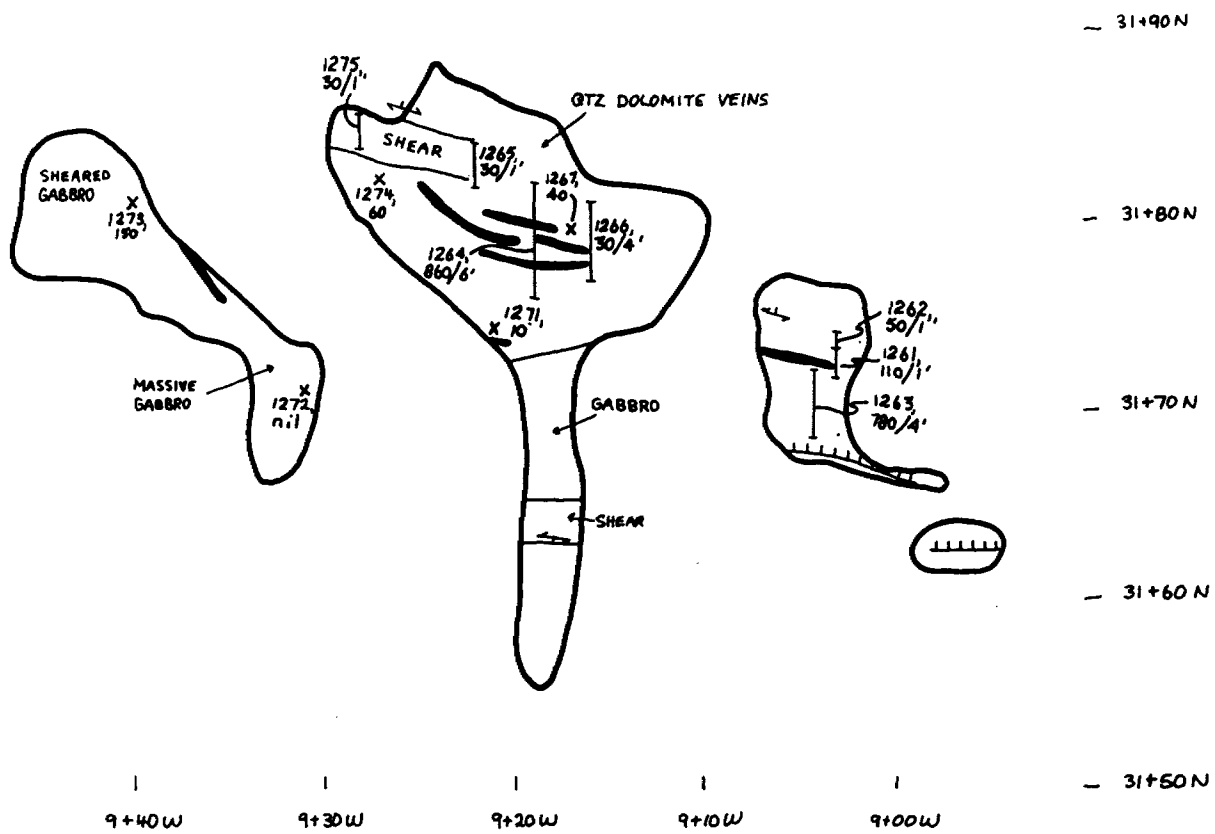 31+90N
1275,
30/1'
QTZ DOLOMITE VEINS
SHEAR
1265,
30/1'
SHEARED
GABBRO
1273,
150
1274,
60
1267,
40
1266,
30/4'
31+80N
1264,
860/6'
1271,
10
1262,
50/1'
1261,
110/1'
MASSIVE
GABBRO
1272,
nil
GABBRO
1263,
780/4'
31+70N
SHEAR
31+60N
31+50N
9+40W
9+30W
9+20W
9+10W
9+00W